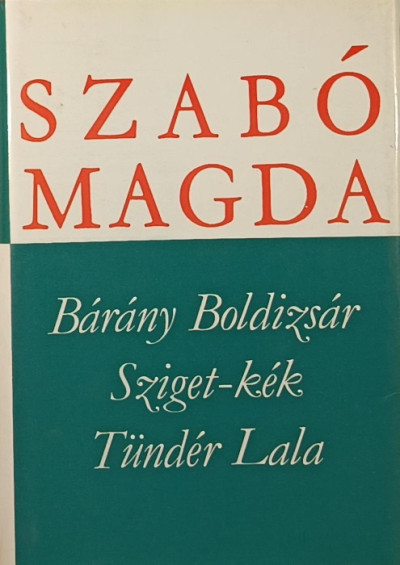 SZABÓ
MAGDA
Bárány Boldizsár
Sziget-kék
Tündér Lala